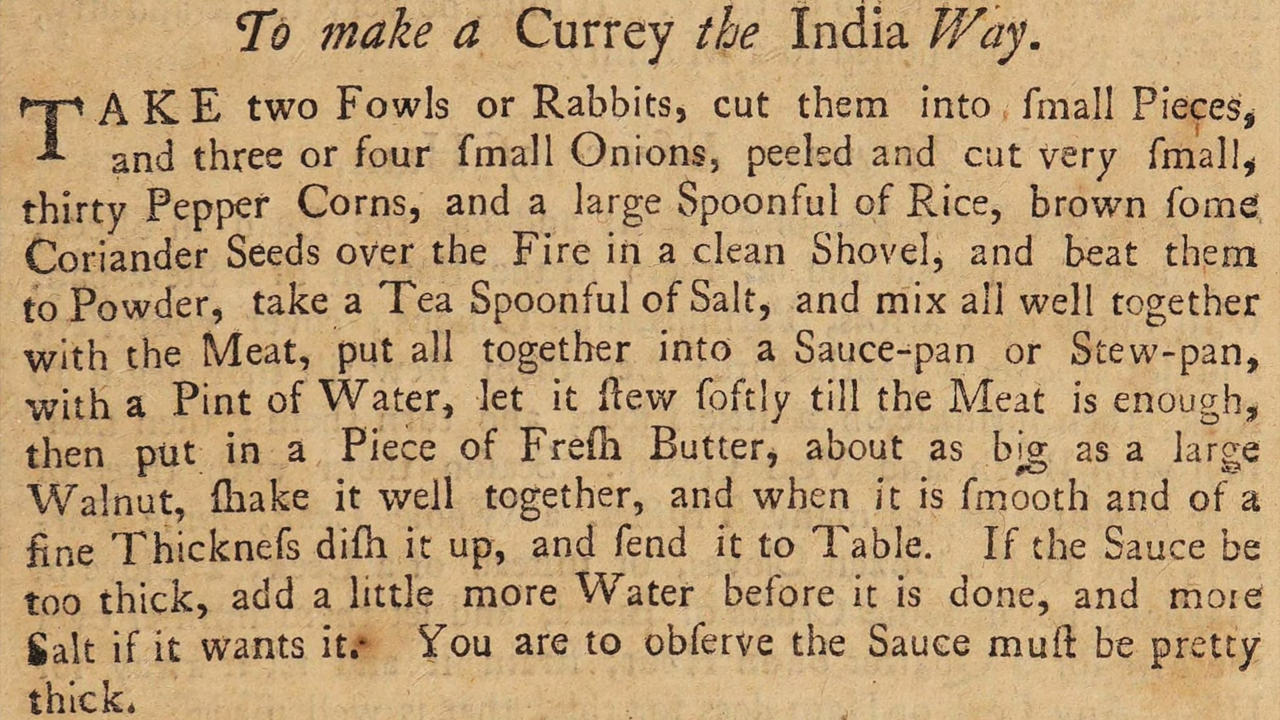 To make a Currey the India Way.
TAKE two Fowls or Rabbits, cut them into ſmall Pieces,
and three or four ſmall Onions, peeled and cut very ſmall,
thirty Pepper Corns, and a large Spoonful of Rice, brown ſome
Coriander Seeds over the Fire in a clean Shovel, and beat them
to Powder, take a Tea Spoonful of Salt, and mix all well together
with the Meat, put all together into a Sauce-pan or Stew-pan,
with a Pint of Water, let it ſtew ſoftly till the Meat is enough,
then put in a Piece of Freſh Butter, about as big as a large
Walnut, ſhake it well together, and when it is ſmooth and of a
fine Thickneſs diſh it up, and ſend it to Table. If the Sauce be
too thick, add a little more Water before it is done, and more
Salt if it wants it. You are to obſerve the Sauce muſt be pretty
thick.